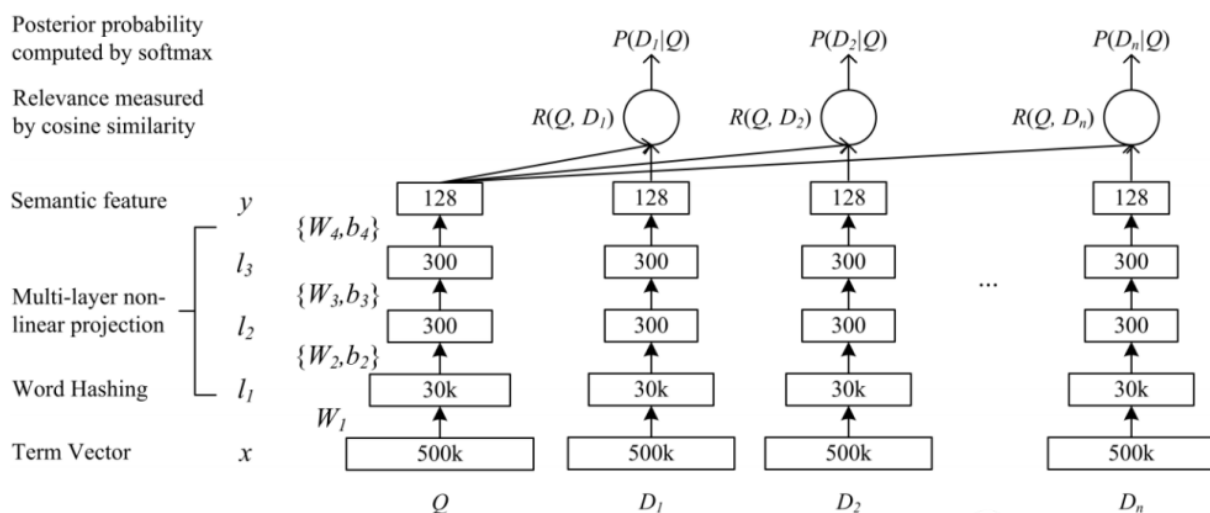 Posterior probability
computed by softmax
P(D₁|Q)
P(D₂|Q)
P(Dₙ|Q)
Relevance measured
by cosine similarity
R(Q, D₁)
R(Q, D₂)
R(Q, Dₙ)
Semantic feature
y
128
128
128
128
{W₄,b₄}
l₃
300
300
300
300
Multi-layer non-
linear projection
{W₃,b₃}
...
l₂
300
300
300
300
{W₂,b₂}
Word Hashing
l₁
30k
30k
30k
30k
W₁
Term Vector
x
500k
500k
500k
500k
Q
D₁
D₂
Dₙ